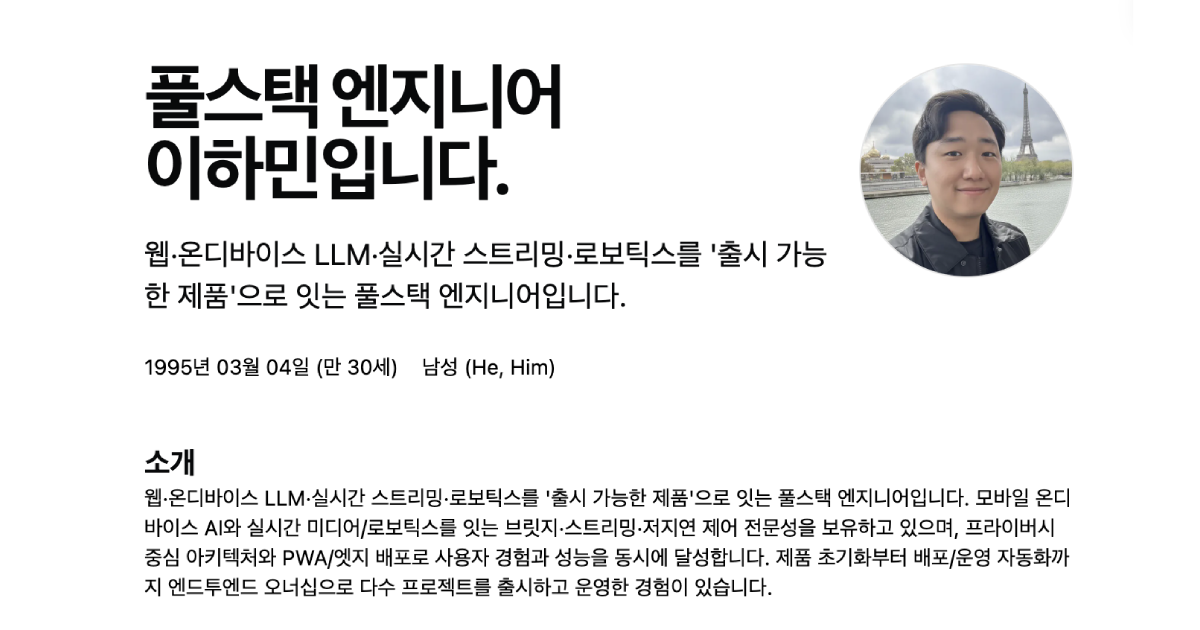 풀스택 엔지니어
이하민입니다.
웹·온디바이스 LLM·실시간 스트리밍·로보틱스를 '출시 가능
한 제품'으로 잇는 풀스택 엔지니어입니다.
1995년 03월 04일 (만 30세) 남성 (He, Him)
소개
웹·온디바이스 LLM·실시간 스트리밍·로보틱스를 '출시 가능한 제품'으로 잇는 풀스택 엔지니어입니다. 모바일 온디
바이스 AI와 실시간 미디어/로보틱스를 잇는 브릿지·스트리밍·저지연 제어 전문성을 보유하고 있으며, 프라이버시
중심 아키텍처와 PWA/엣지 배포로 사용자 경험과 성능을 동시에 달성합니다. 제품 초기화부터 배포/운영 자동화까
지 엔드투엔드 오너십으로 다수 프로젝트를 출시하고 운영한 경험이 있습니다.